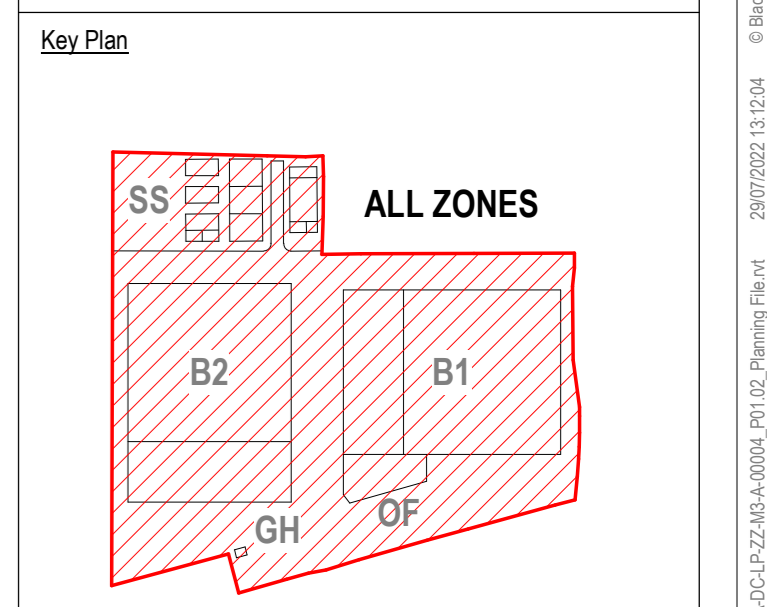 Key Plan
SS
ALL ZONES
B2
B1
GH
OF
-DC-LP-ZZ-M3-A-00004_P01.02_Planning File.rvt 29/07/2022 13:12:04 ©